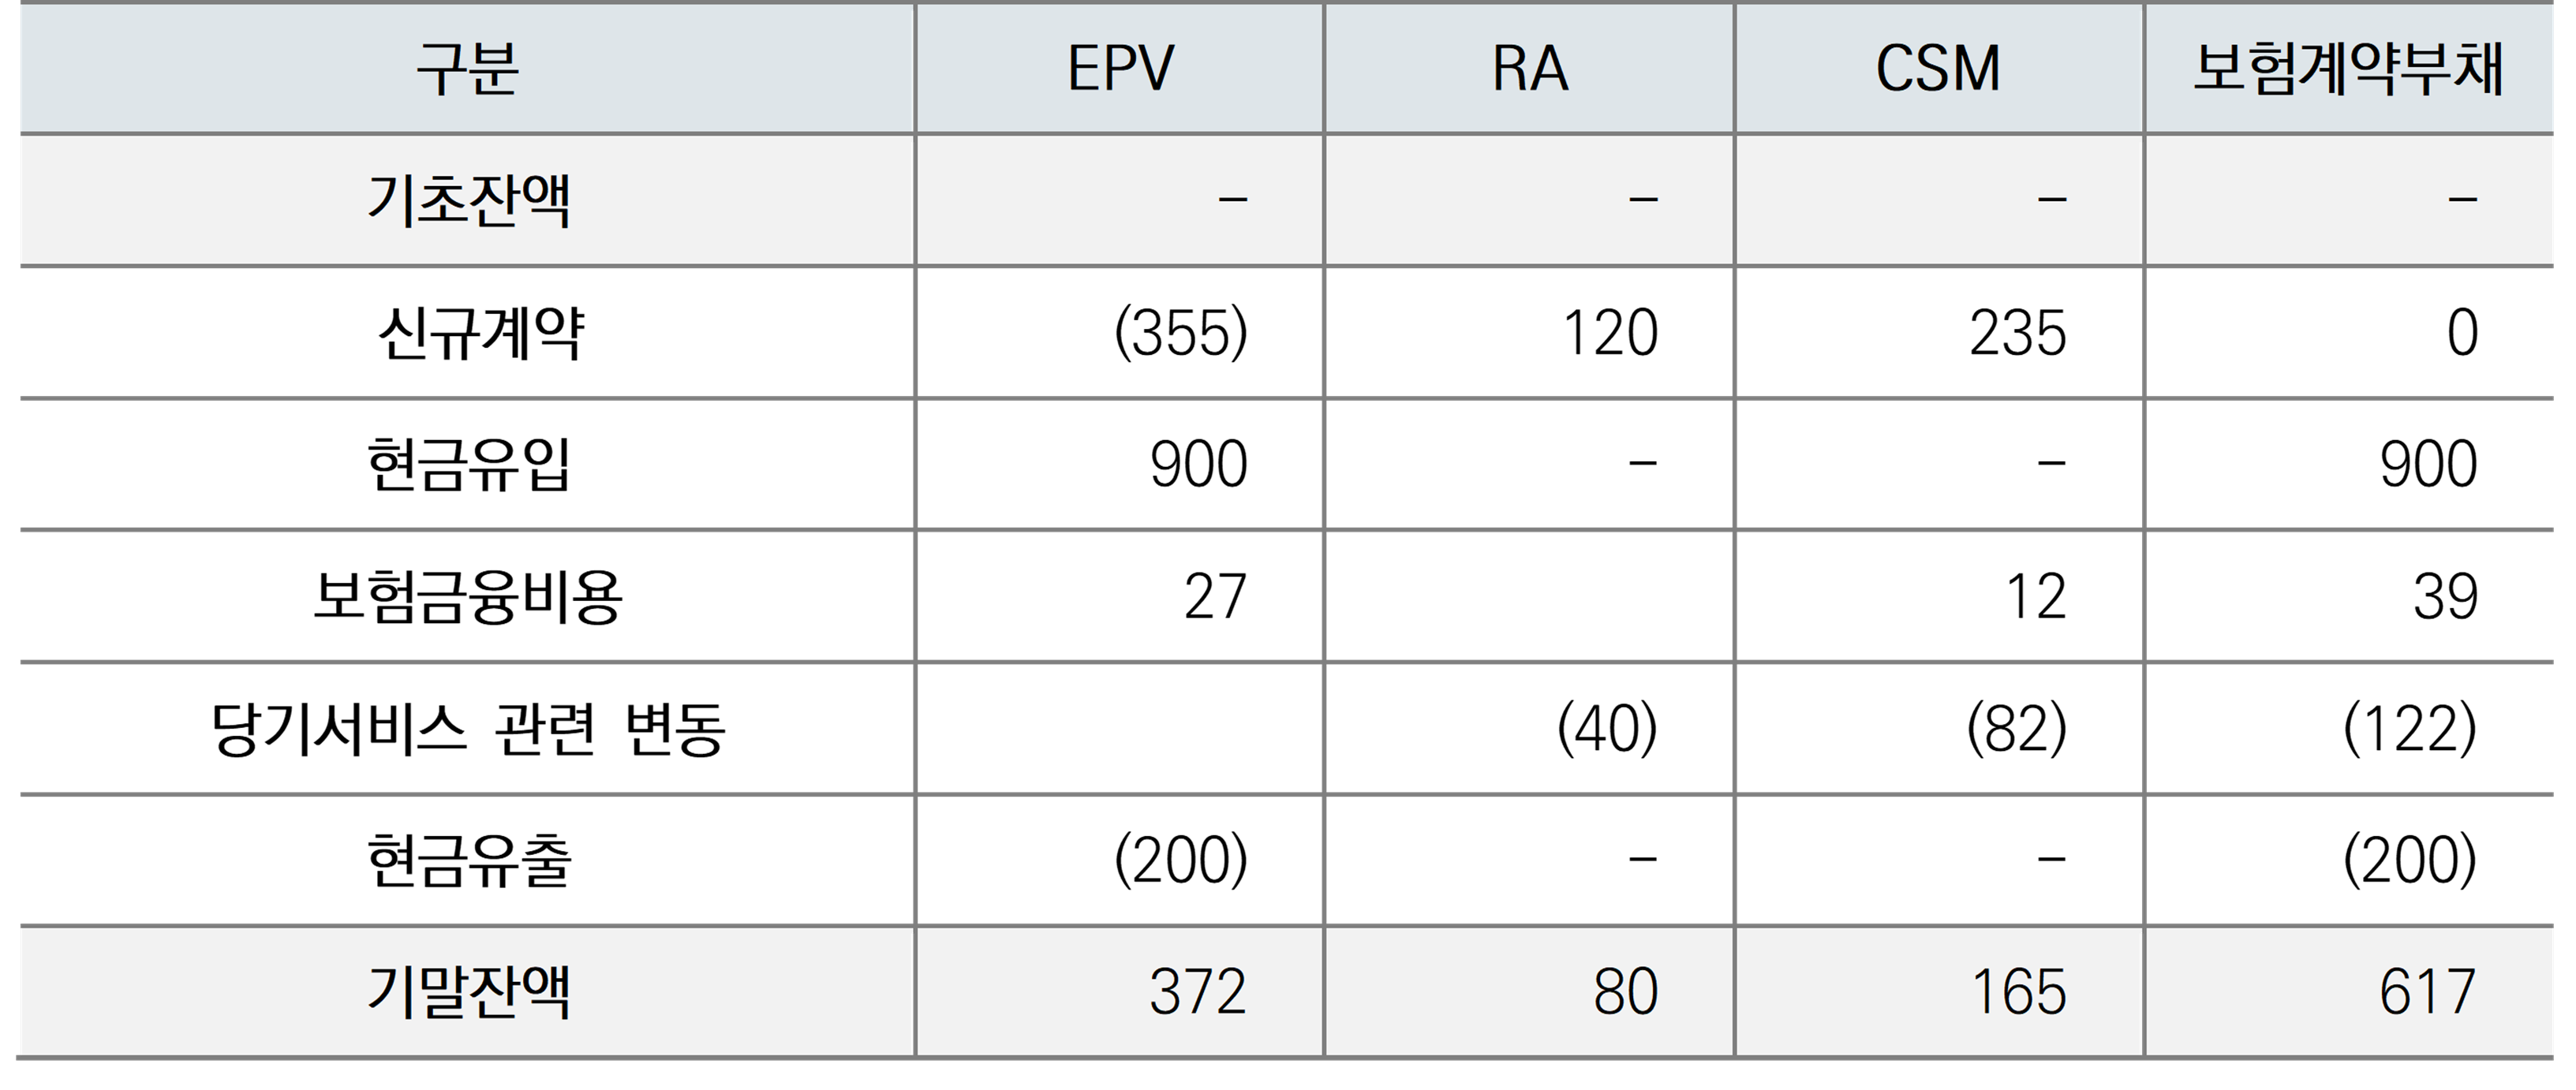 구분 EPV RA CSM 보험계약부채
기초잔액 – – – –
신규계약 (355) 120 235 0
현금유입 900 – – 900
보험금융비용 27 12 39
당기서비스 관련 변동 (40) (82) (122)
현금유출 (200) – – (200)
기말잔액 372 80 165 617